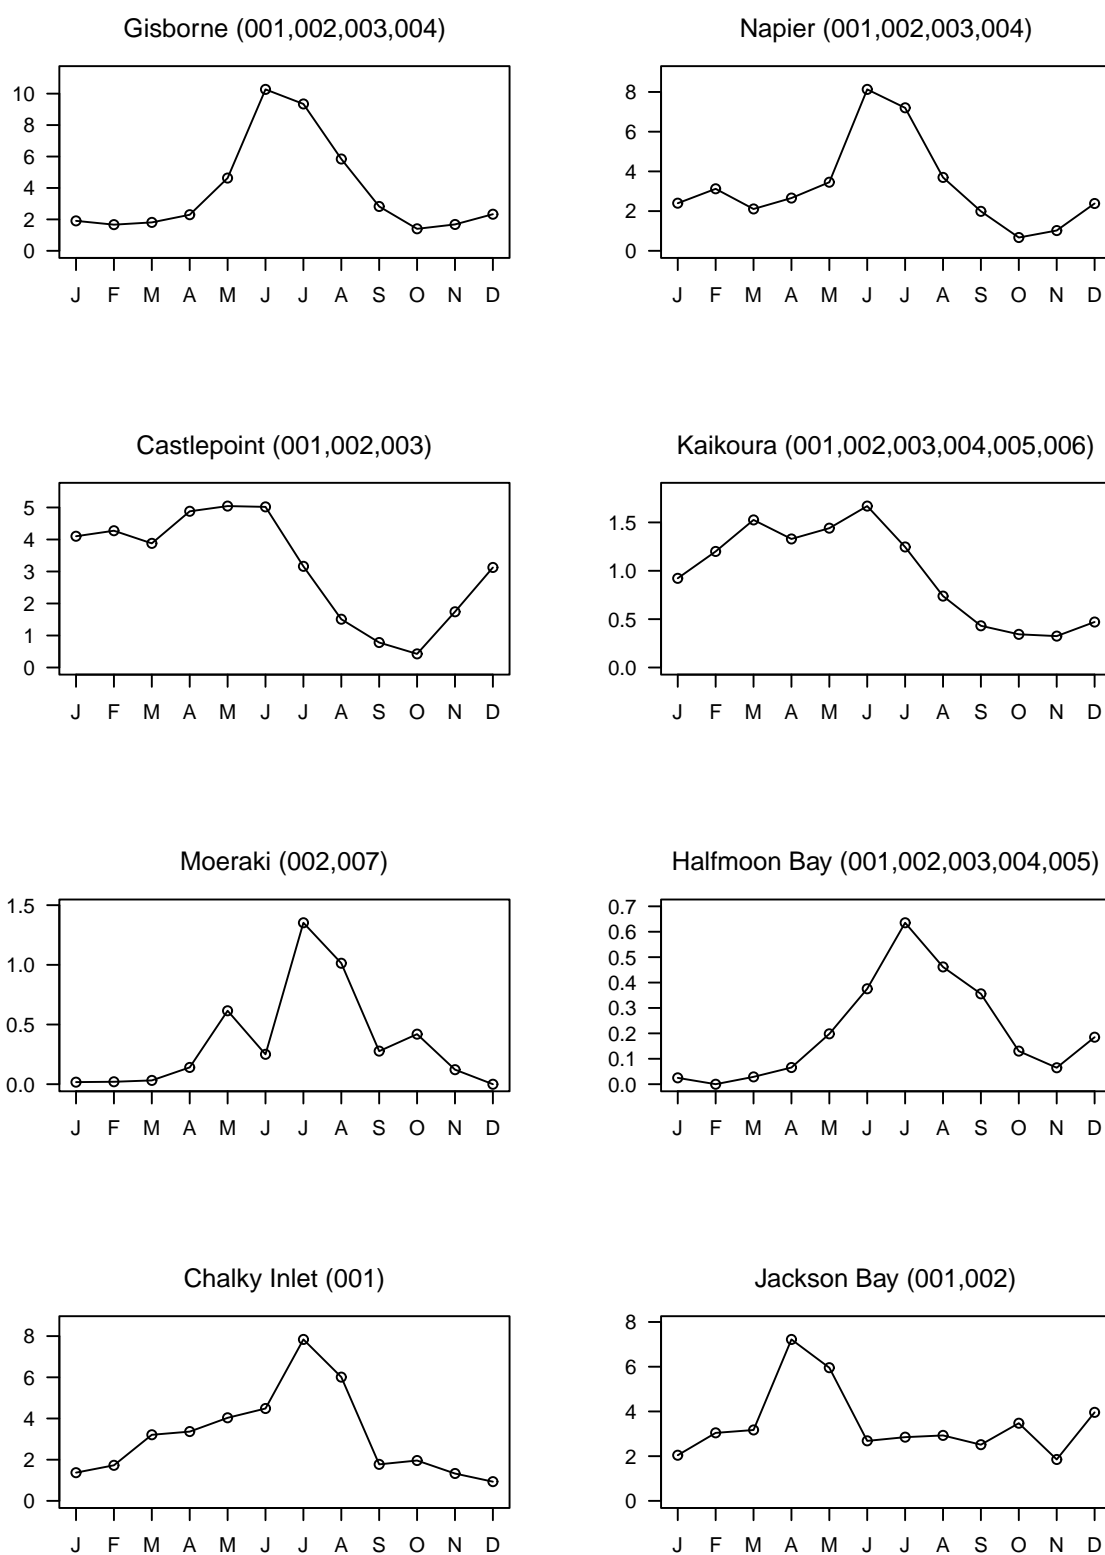 Gisborne (001,002,003,004)
10
8
6
4
2
0
J F M A M J J A S O N D
Napier (001,002,003,004)
8
6
4
2
0
J F M A M J J A S O N D
Castlepoint (001,002,003)
5
4
3
2
1
0
J F M A M J J A S O N D
Kaikoura (001,002,003,004,005,006)
1.5
1.0
0.5
0.0
J F M A M J J A S O N D
Moeraki (002,007)
1.5
1.0
0.5
0.0
J F M A M J J A S O N D
Halfmoon Bay (001,002,003,004,005)
0.7
0.6
0.5
0.4
0.3
0.2
0.1
0.0
J F M A M J J A S O N D
Chalky Inlet (001)
8
6
4
2
0
J F M A M J J A S O N D
Jackson Bay (001,002)
8
6
4
2
0
J F M A M J J A S O N D